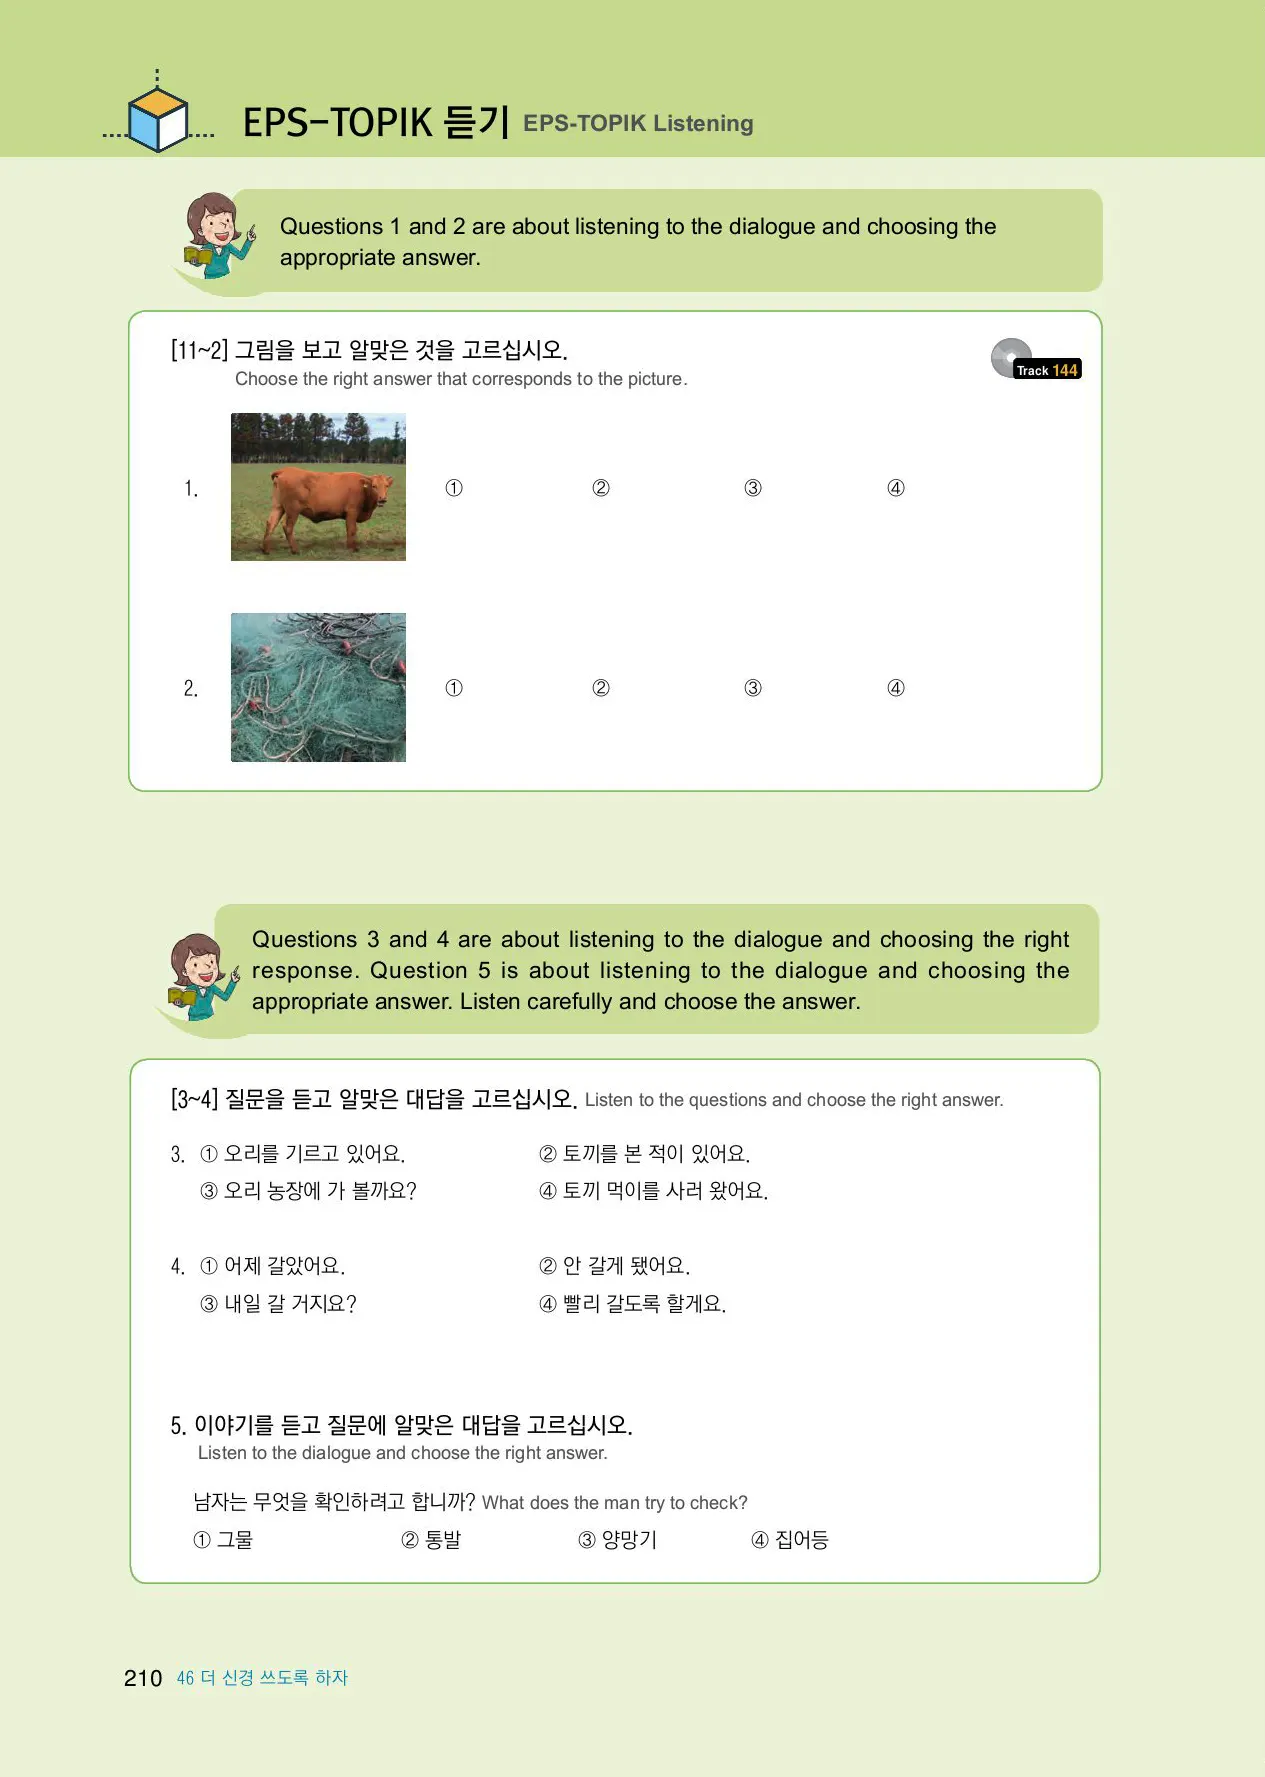 EPS-TOPIK 듣기 EPS-TOPIK Listening
Questions 1 and 2 are about listening to the dialogue and choosing the
appropriate answer.
[11~2] 그림을 보고 알맞은 것을 고르십시오.
Choose the right answer that corresponds to the picture.
Track 144
1. ① ② ③ ④
2. ① ② ③ ④
Questions 3 and 4 are about listening to the dialogue and choosing the right
response. Question 5 is about listening to the dialogue and choosing the
appropriate answer. Listen carefully and choose the answer.
[3~4] 질문을 듣고 알맞은 대답을 고르십시오. Listen to the questions and choose the right answer.
3. ① 오리를 기르고 있어요. ② 토끼를 본 적이 있어요.
③ 오리 농장에 가 볼까요? ④ 토끼 먹이를 사러 왔어요.
4. ① 어제 갈았어요. ② 안 갈게 됐어요.
③ 내일 갈 거지요? ④ 빨리 갈도록 할게요.
5. 이야기를 듣고 질문에 알맞은 대답을 고르십시오.
Listen to the dialogue and choose the right answer.
남자는 무엇을 확인하려고 합니까? What does the man try to check?
① 그물 ② 통발 ③ 양망기 ④ 집어등
210 46 더 신경 쓰도록 하자